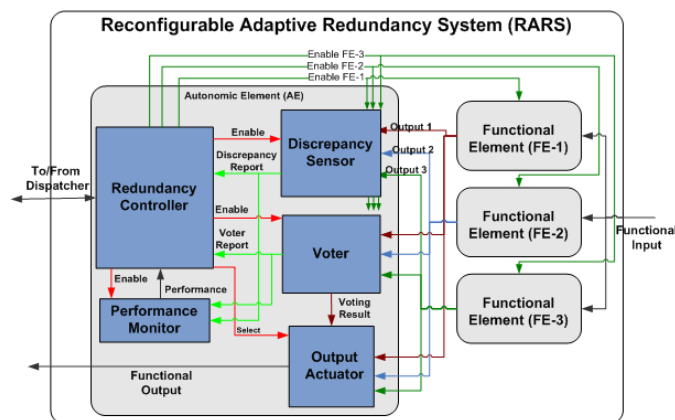 Reconfigurable Adaptive Redundancy System (RARS)
Enable FE-3
Enable FE-2
Enable FE-1
Autonomic Element (AE)
Enable
Discrepancy
Sensor
Output 1
Output 2
Output 3
Functional
Element (FE-1)
To/From
Dispatcher
Redundancy
Controller
Discrepancy
Report
Enable
Voter
Report
Voter
Functional
Element (FE-2)
Functional
Input
Enable
Performance
Performance
Monitor
Select
Voting
Result
Functional
Element (FE-3)
Output
Actuator
Functional
Output